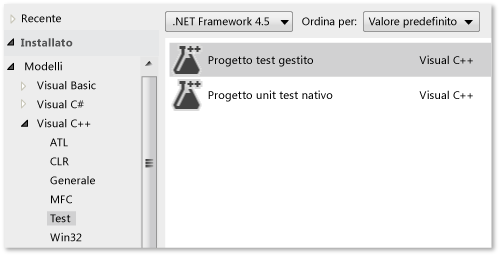 Recente
Installato
Modelli
Visual Basic
Visual C#
Visual C++
ATL
CLR
Generale
MFC
Test
Win32
.NET Framework 4.5 Ordina per: Valore predefinito
Progetto test gestito Visual C++
Progetto unit test nativo Visual C++